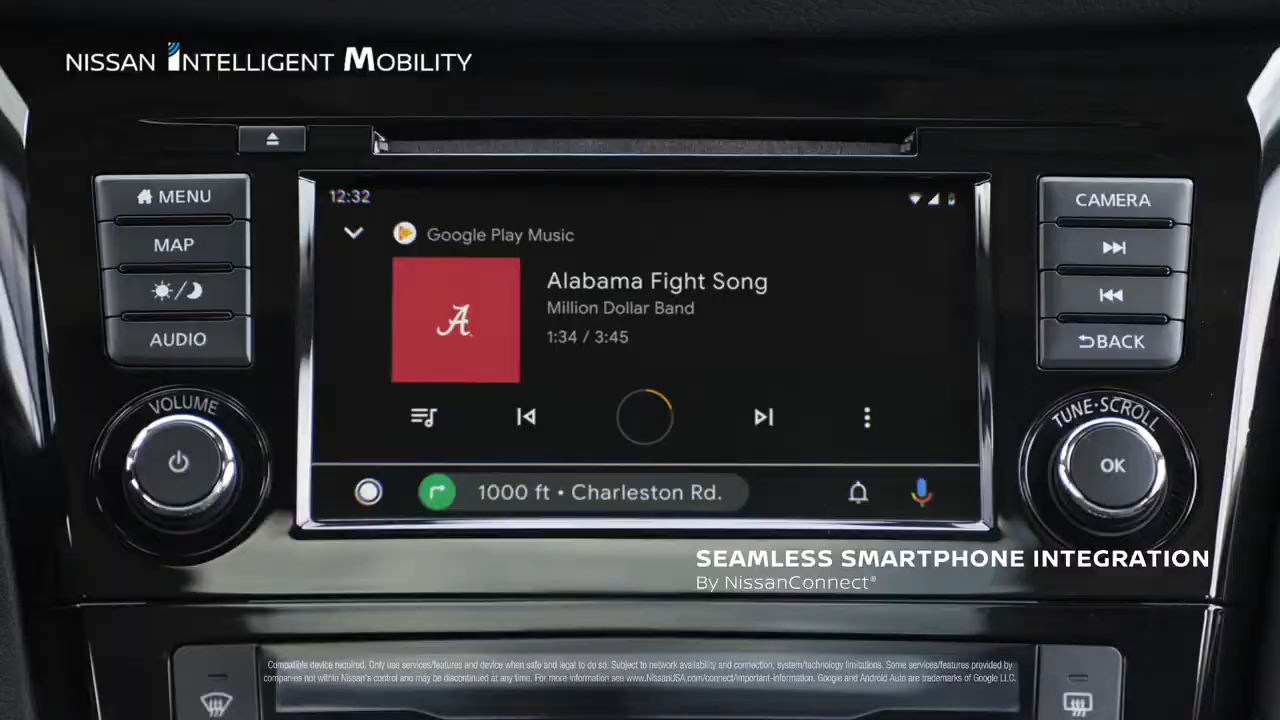 NISSAN INTELLIGENT MOBILITY
MENU
MAP
AUDIO
VOLUME
12:32
Google Play Music
A
Alabama Fight Song
Million Dollar Band
1:34 / 3:45
1000 ft • Charleston Rd.
CAMERA
BACK
TUNE•SCROLL
OK
SEAMLESS SMARTPHONE INTEGRATION
By NissanConnect®
Compatible device required. Only use services/features and device when safe and legal to do so. Subject to network availability and connection, system/technology limitations. Some services/features provided by
companies not within Nissan's control and may be discontinued at any time. For more information see www.NissanUSA.com/connect/important-information. Google and Android Auto are trademarks of Google LLC.